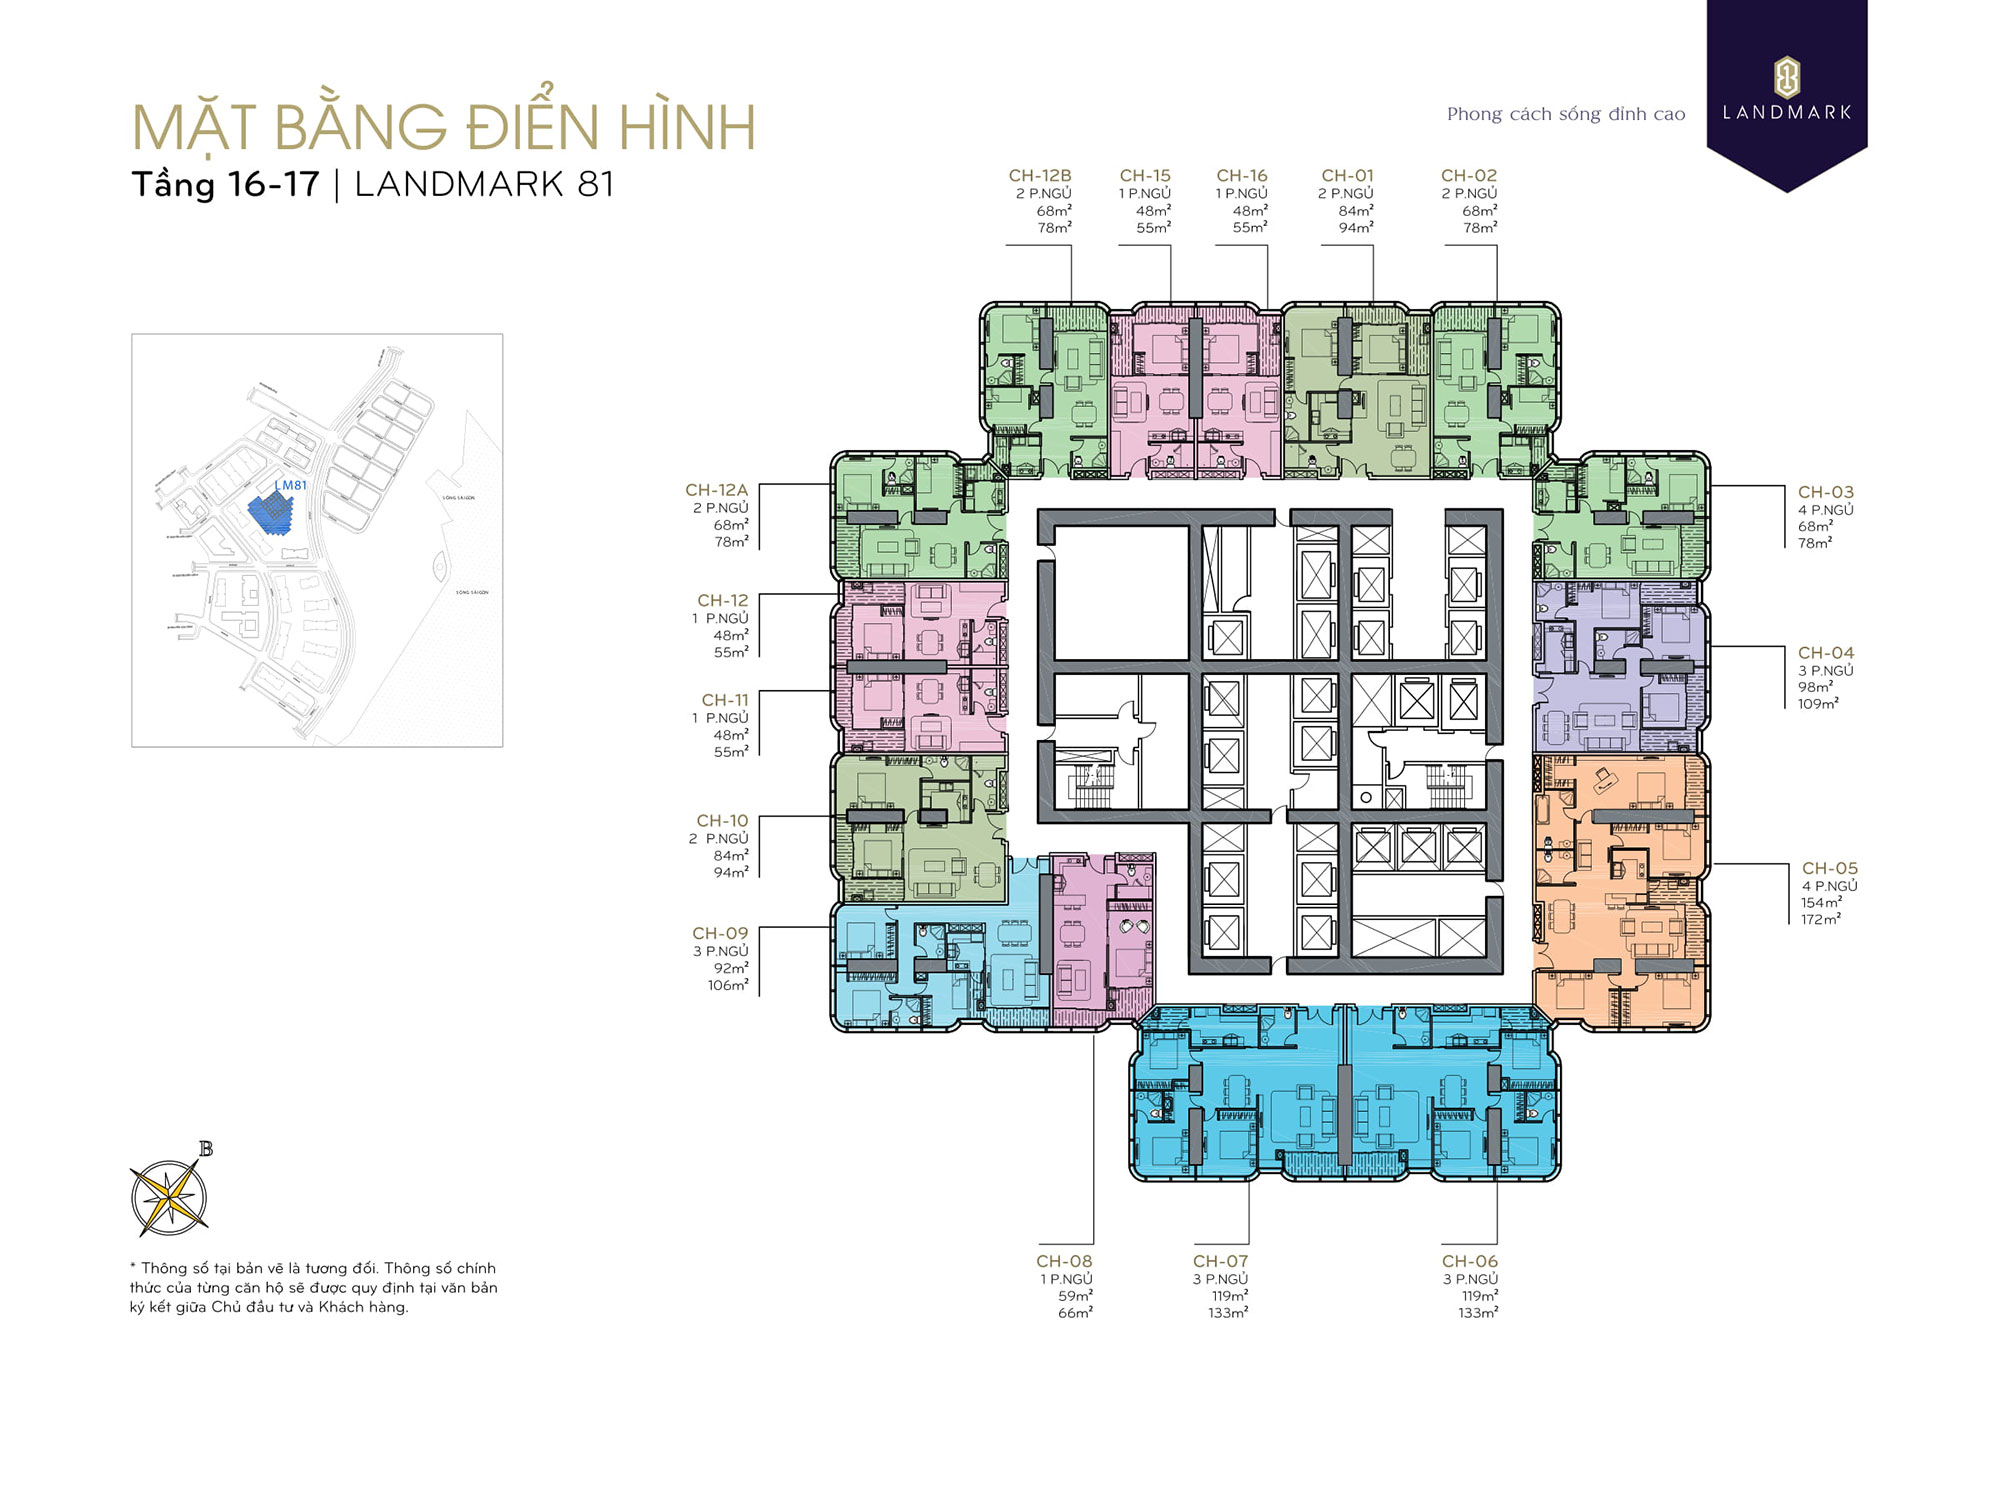 MẶT BẰNG ĐIỂN HÌNH
Tầng 16-17 | LANDMARK 81
Phong cách sống đỉnh cao
LANDMARK
CH-12B
2 P.NGỦ
68m²
78m²
CH-15
1 P.NGỦ
48m²
55m²
CH-16
1 P.NGỦ
48m²
55m²
CH-01
2 P.NGỦ
84m²
94m²
CH-02
2 P.NGỦ
68m²
78m²
CH-12A
2 P.NGỦ
68m²
78m²
CH-12
1 P.NGỦ
48m²
55m²
CH-11
1 P.NGỦ
48m²
55m²
CH-10
2 P.NGỦ
84m²
94m²
CH-09
3 P.NGỦ
92m²
106m²
CH-03
4 P.NGỦ
68m²
78m²
CH-04
3 P.NGỦ
98m²
109m²
CH-05
4 P.NGỦ
154m²
172m²
CH-08
1 P.NGỦ
59m²
66m²
CH-07
3 P.NGỦ
119m²
133m²
CH-06
3 P.NGỦ
119m²
133m²
LM81
SÔNG SÀI GÒN
SÔNG SÀI GÒN
B
* Thông số tại bản vẽ là tương đối. Thông số chính
thức của từng căn hộ sẽ được quy định tại văn bản
ký kết giữa Chủ đầu tư và Khách hàng.